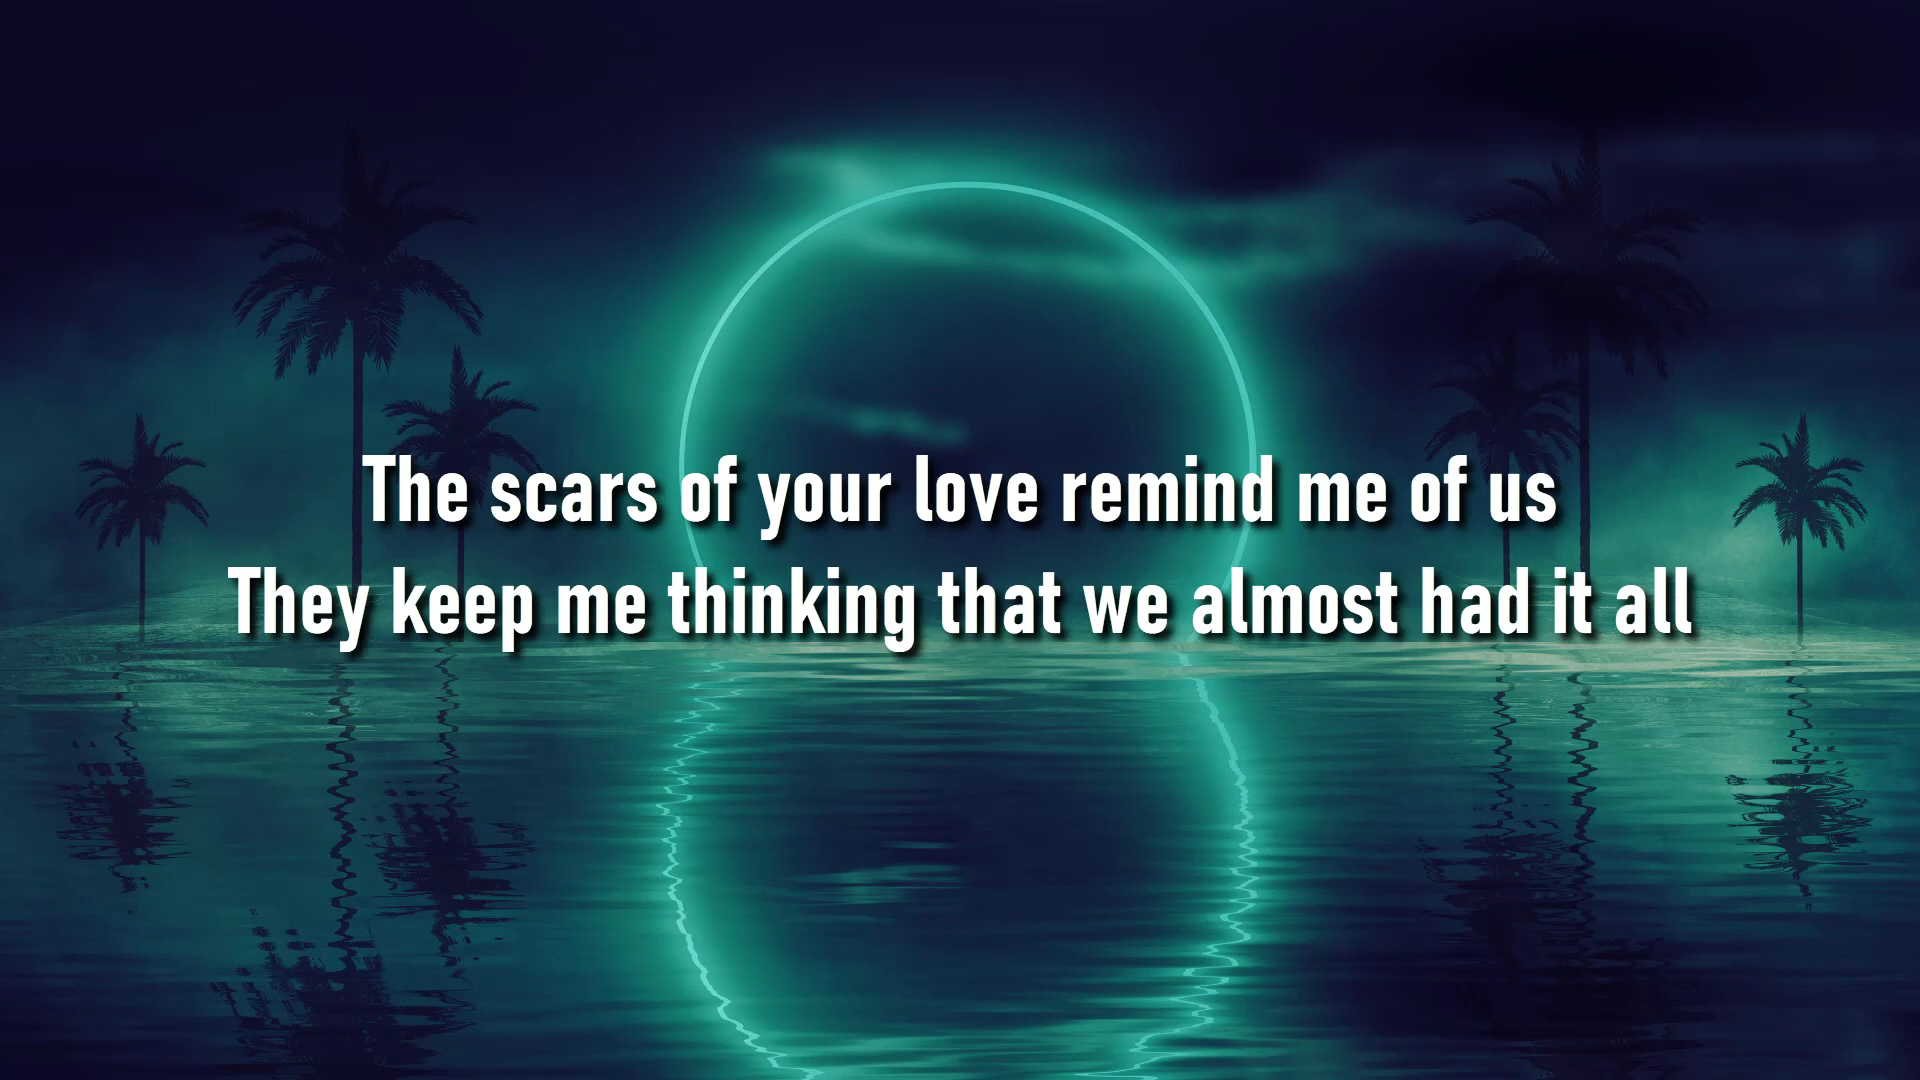 The scars of your love remind me of us
They keep me thinking that we almost had it all